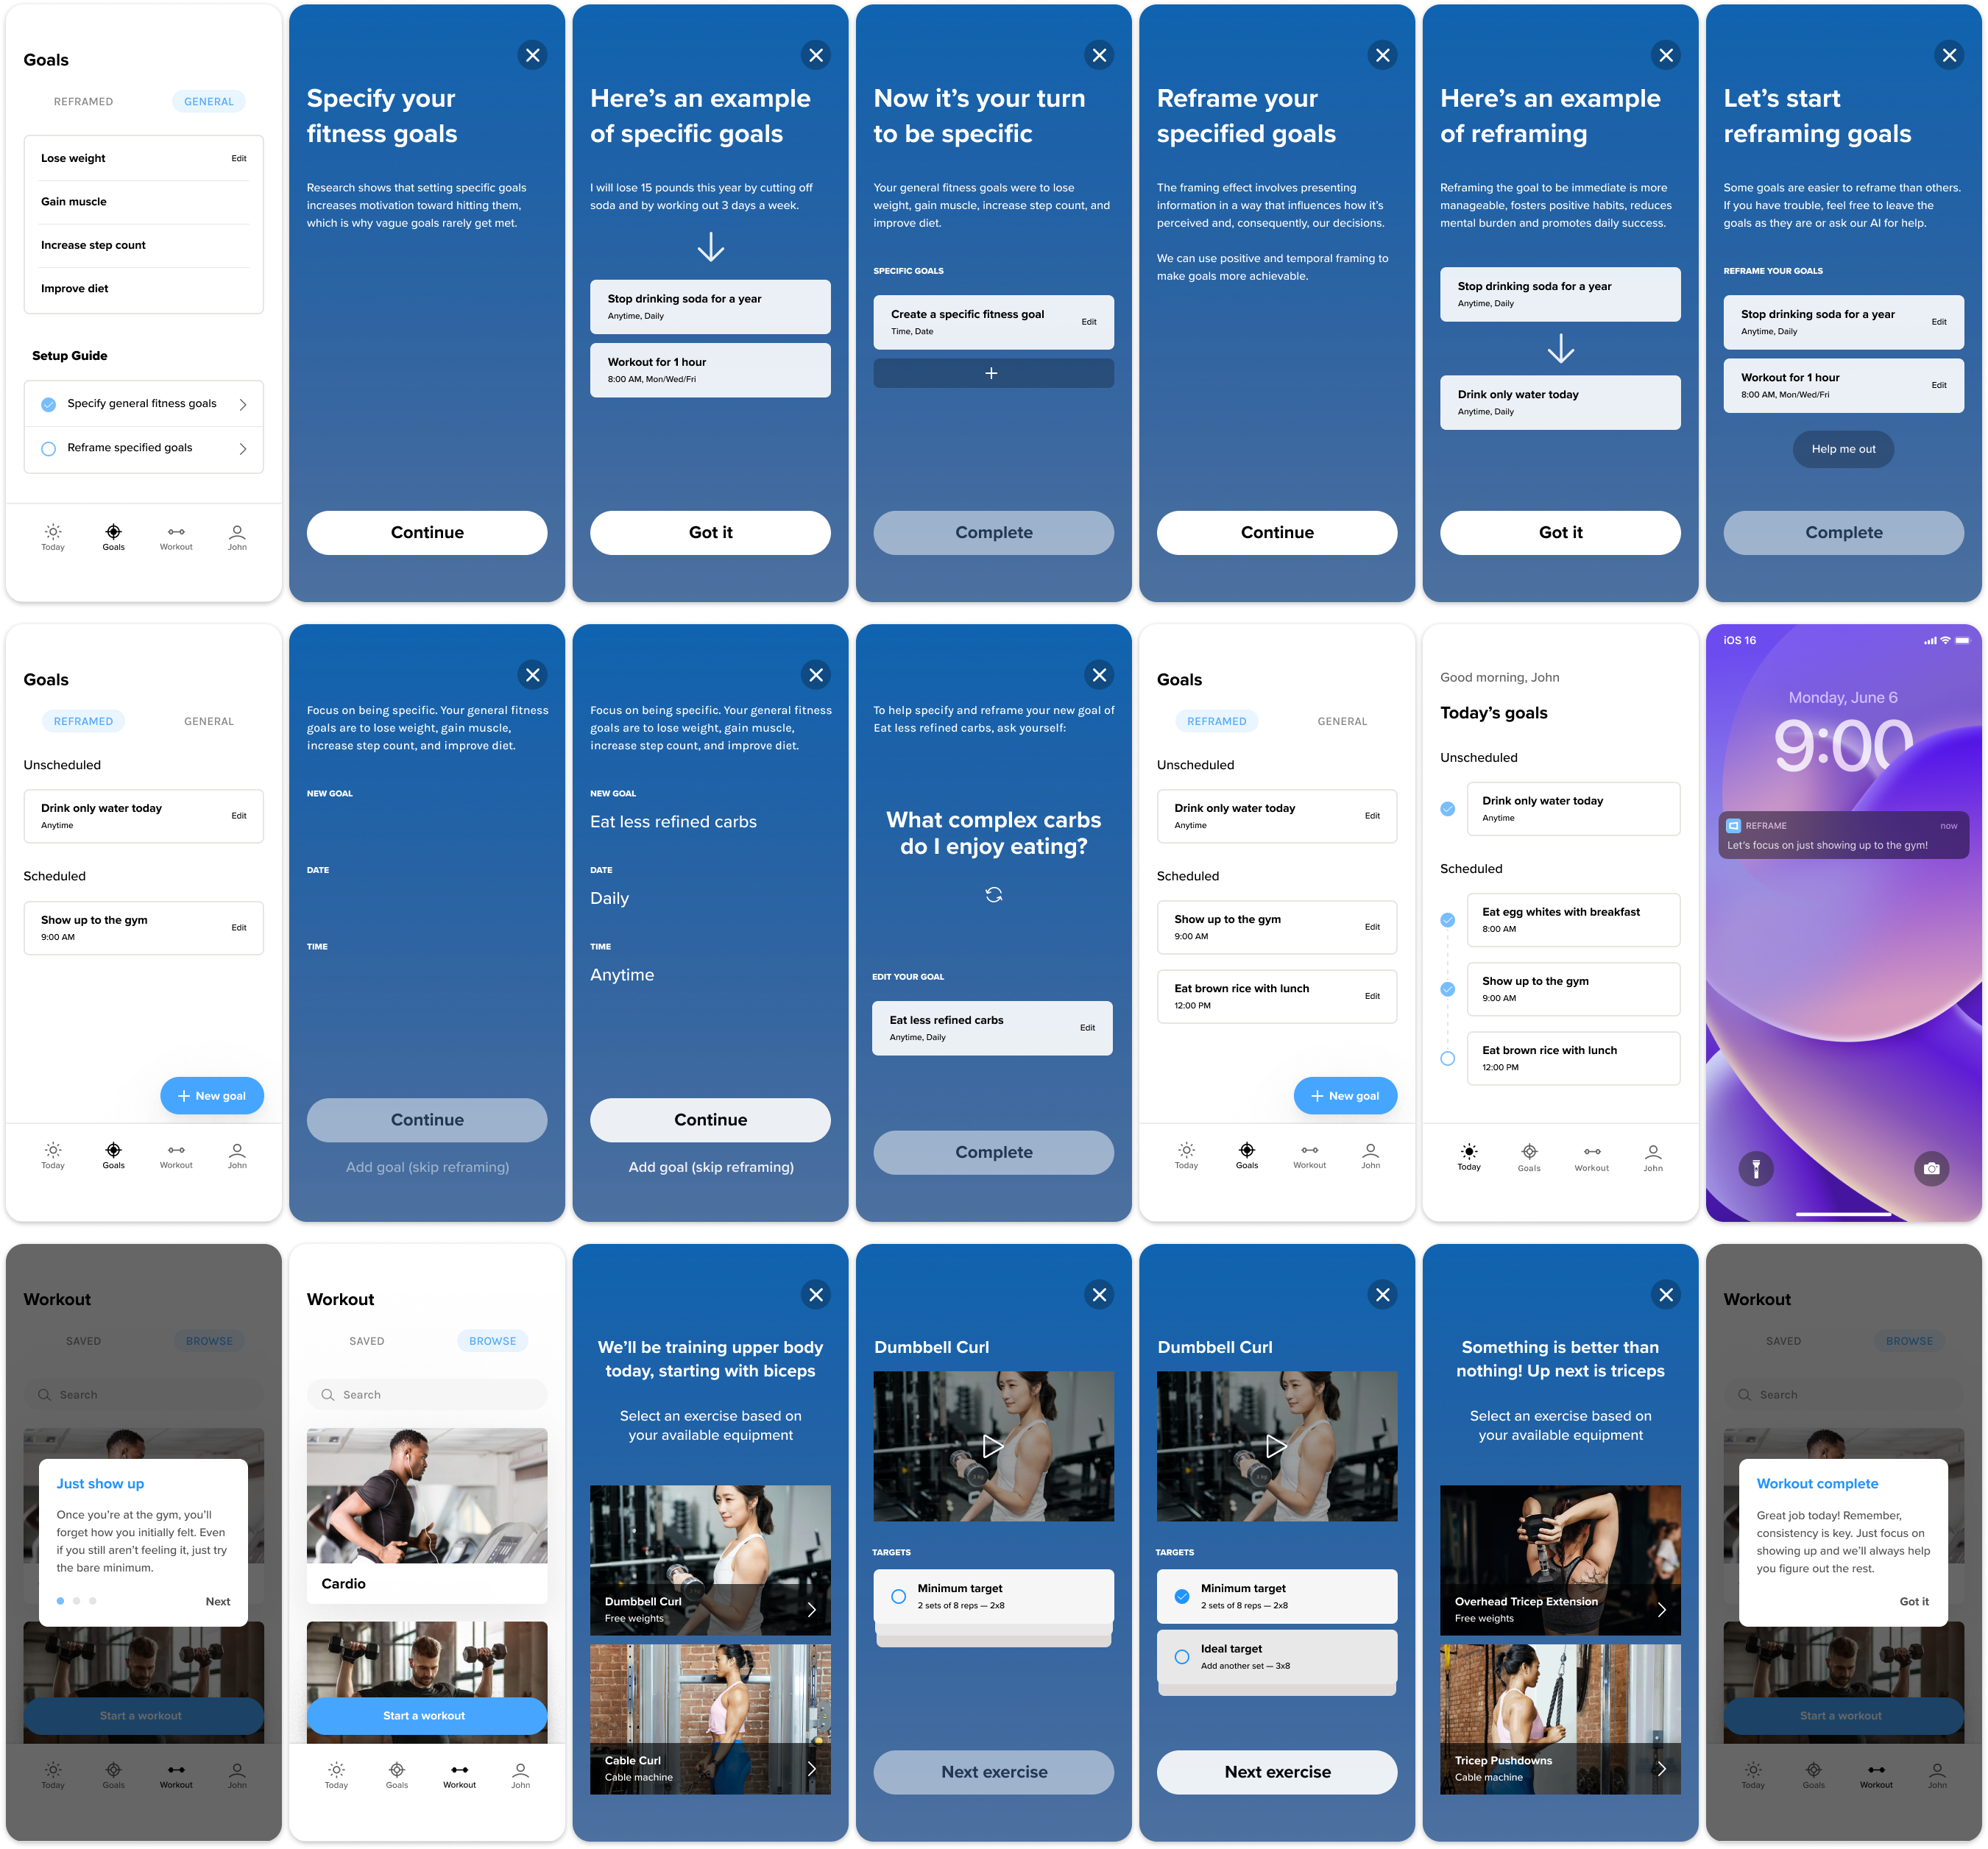 Goals
REFRAMED GENERAL
Lose weight Edit
Gain muscle
Increase step count
Improve diet
Setup Guide
Specify general fitness goals
Reframe specified goals
Today Goals Workout John
Specify your
fitness goals
Research shows that setting specific goals
increases motivation toward hitting them,
which is why vague goals rarely get met.
Continue
Here's an example
of specific goals
I will lose 15 pounds this year by cutting off
soda and by working out 3 days a week.
Stop drinking soda for a year
Anytime, Daily
Workout for 1 hour
8:00 AM, Mon/Wed/Fri
Got it
Now it's your turn
to be specific
Your general fitness goals were to lose
weight, gain muscle, increase step count, and
improve diet.
SPECIFIC GOALS
Create a specific fitness goal Edit
Time, Date
Complete
Reframe your
specified goals
The framing effect involves presenting
information in a way that influences how it's
perceived and, consequently, our decisions.
We can use positive and temporal framing to
make goals more achievable.
Continue
Here's an example
of reframing
Reframing the goal to be immediate is more
manageable, fosters positive habits, reduces
mental burden and promotes daily success.
Stop drinking soda for a year
Anytime, Daily
Drink only water today
Anytime, Daily
Got it
Let's start
reframing goals
Some goals are easier to reframe than others.
If you have trouble, feel free to leave the
goals as they are or ask our AI for help.
REFRAME YOUR GOALS
Stop drinking soda for a year Edit
Anytime, Daily
Workout for 1 hour Edit
8:00 AM, Mon/Wed/Fri
Help me out
Complete
Goals
REFRAMED GENERAL
Unscheduled
Drink only water today Edit
Anytime
Scheduled
Show up to the gym Edit
9:00 AM
New goal
Today Goals Workout John
Focus on being specific. Your general fitness
goals are to lose weight, gain muscle,
increase step count, and improve diet.
NEW GOAL
DATE
TIME
Continue
Add goal (skip reframing)
Focus on being specific. Your general fitness
goals are to lose weight, gain muscle,
increase step count, and improve diet.
NEW GOAL
Eat less refined carbs
DATE
Daily
TIME
Anytime
Continue
Add goal (skip reframing)
To help specify and reframe your new goal of
Eat less refined carbs, ask yourself:
What complex carbs
do I enjoy eating?
EDIT YOUR GOAL
Eat less refined carbs Edit
Anytime, Daily
Complete
Goals
REFRAMED GENERAL
Unscheduled
Drink only water today Edit
Anytime
Scheduled
Show up to the gym Edit
9:00 AM
Eat brown rice with lunch Edit
12:00 PM
New goal
Today Goals Workout John
Good morning, John
Today's goals
Unscheduled
Drink only water today
Anytime
Scheduled
Eat egg whites with breakfast
8:00 AM
Show up to the gym
9:00 AM
Eat brown rice with lunch
12:00 PM
Today Goals Workout John
iOS 16
Monday, June 6
9:00
REFRAME now
Let's focus on just showing up to the gym!
Workout
SAVED BROWSE
Search
Just show up
Once you're at the gym, you'll
forget how you initially felt. Even
if you still aren't feeling it, just try
the bare minimum.
Next
Start a workout
Today Goals Workout John
Workout
SAVED BROWSE
Search
Cardio
Start a workout
Today Goals Workout John
We'll be training upper body
today, starting with biceps
Select an exercise based on
your available equipment
Dumbbell Curl
Free weights
Cable Curl
Cable machine
Dumbbell Curl
TARGETS
Minimum target
2 sets of 8 reps — 2x8
Next exercise
Dumbbell Curl
TARGETS
Minimum target
2 sets of 8 reps — 2x8
Ideal target
Add another set — 3x8
Next exercise
Something is better than
nothing! Up next is triceps
Select an exercise based on
your available equipment
Overhead Tricep Extension
Free weights
Tricep Pushdowns
Cable machine
Workout
SAVED BROWSE
Search
Workout complete
Great job today! Remember,
consistency is key. Just focus on
showing up and we'll always help
you figure out the rest.
Got it
Start a workout
Today Goals Workout John